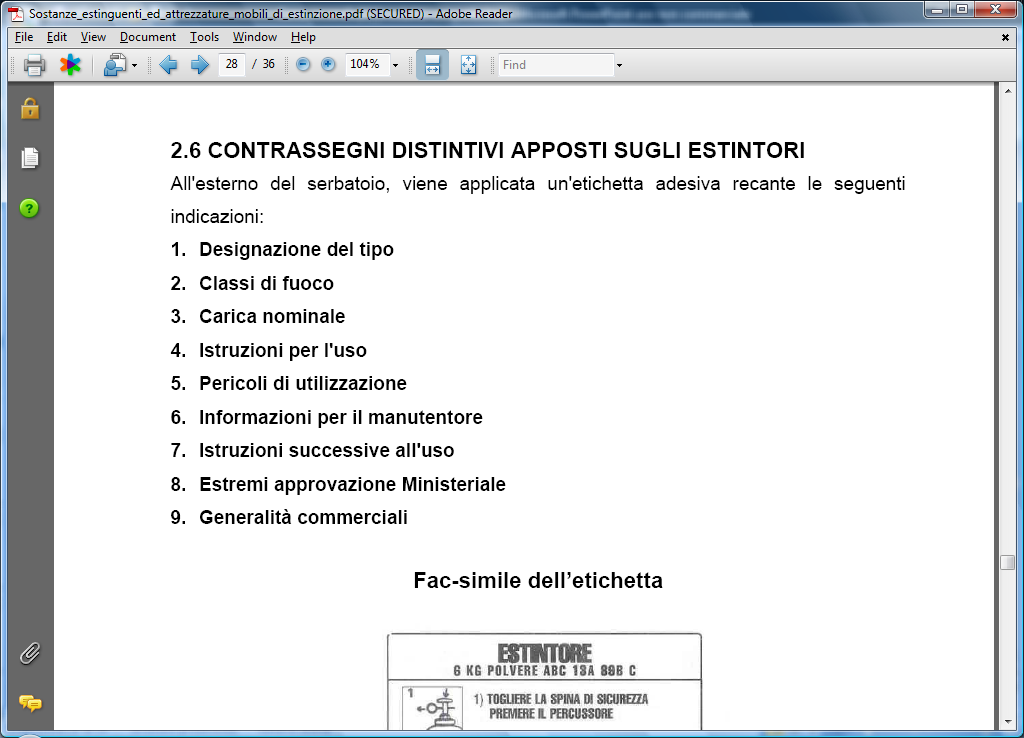 Sostanze_estinguenti_ed_attrezzature_mobili_di_estinzione.pdf (SECURED) - Adobe Reader
File Edit View Document Tools Window Help
28 / 36 104% Find
2.6 CONTRASSEGNI DISTINTIVI APPOSTI SUGLI ESTINTORI
All'esterno del serbatoio, viene applicata un'etichetta adesiva recante le seguenti
indicazioni:
1. Designazione del tipo
2. Classi di fuoco
3. Carica nominale
4. Istruzioni per l'uso
5. Pericoli di utilizzazione
6. Informazioni per il manutentore
7. Istruzioni successive all'uso
8. Estremi approvazione Ministeriale
9. Generalità commerciali
Fac-simile dell’etichetta
ESTINTORE
6 KG POLVERE ABC 13A 89B C
1
1) TOGLIERE LA SPINA DI SICUREZZA
PREMERE IL PERCUSSORE